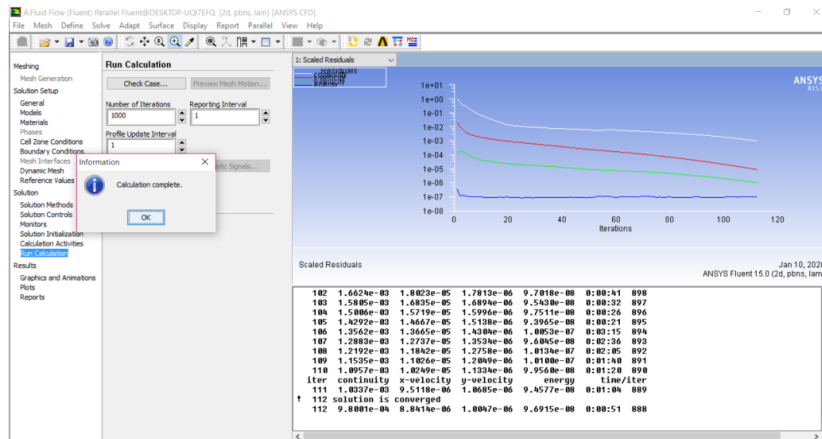 A:Fluid Flow (Fluent) Parallel Fluent@DESKTOP-UQI7EFQ [2d, pbns, lam] [ANSYS CFD]
File Mesh Define Solve Adapt Surface Display Report Parallel View Help
Meshing
Mesh Generation
Solution Setup
General
Models
Materials
Phases
Cell Zone Conditions
Boundary Conditions
Mesh Interfaces
Dynamic Mesh
Reference Values
Solution
Solution Methods
Solution Controls
Monitors
Solution Initialization
Calculation Activities
Run Calculation
Results
Graphics and Animations
Plots
Reports
Run Calculation
Check Case... Preview Mesh Motion...
Number of Iterations Reporting Interval
1000 1
Profile Update Interval
1
Signals...
Information
Calculation complete.
OK
1: Scaled Residuals
Residuals
energy
ANSYS
1e+01
1e+00
1e-01
1e-02
1e-03
1e-04
1e-05
1e-06
1e-07
1e-08
0 20 40 60 80 100 120
Iterations
Scaled Residuals
Jan 10, 202
ANSYS Fluent 15.0 (2d, pbns, lam
102 1.6624e-03 1.8023e-05 1.7813e-06 9.7018e-08 0:00:41 898
103 1.5805e-03 1.6835e-05 1.6894e-06 9.5430e-08 0:00:32 897
104 1.5006e-03 1.5719e-05 1.5996e-06 9.7511e-08 0:00:26 896
105 1.4292e-03 1.4667e-05 1.5138e-06 9.3965e-08 0:00:21 895
106 1.3562e-03 1.3665e-05 1.4304e-06 1.0053e-07 0:03:15 894
107 1.2883e-03 1.2737e-05 1.3534e-06 9.6045e-08 0:02:36 893
108 1.2192e-03 1.1842e-05 1.2758e-06 1.0134e-07 0:02:05 892
109 1.1535e-03 1.1026e-05 1.2049e-06 1.0100e-07 0:01:40 891
110 1.0957e-03 1.0249e-05 1.1334e-06 9.9560e-08 0:01:20 890
iter continuity x-velocity y-velocity energy time/iter
111 1.0337e-03 9.5118e-06 1.0685e-06 9.4577e-08 0:01:04 889
! 112 solution is converged
112 9.8001e-04 8.8414e-06 1.0047e-06 9.6915e-08 0:00:51 888